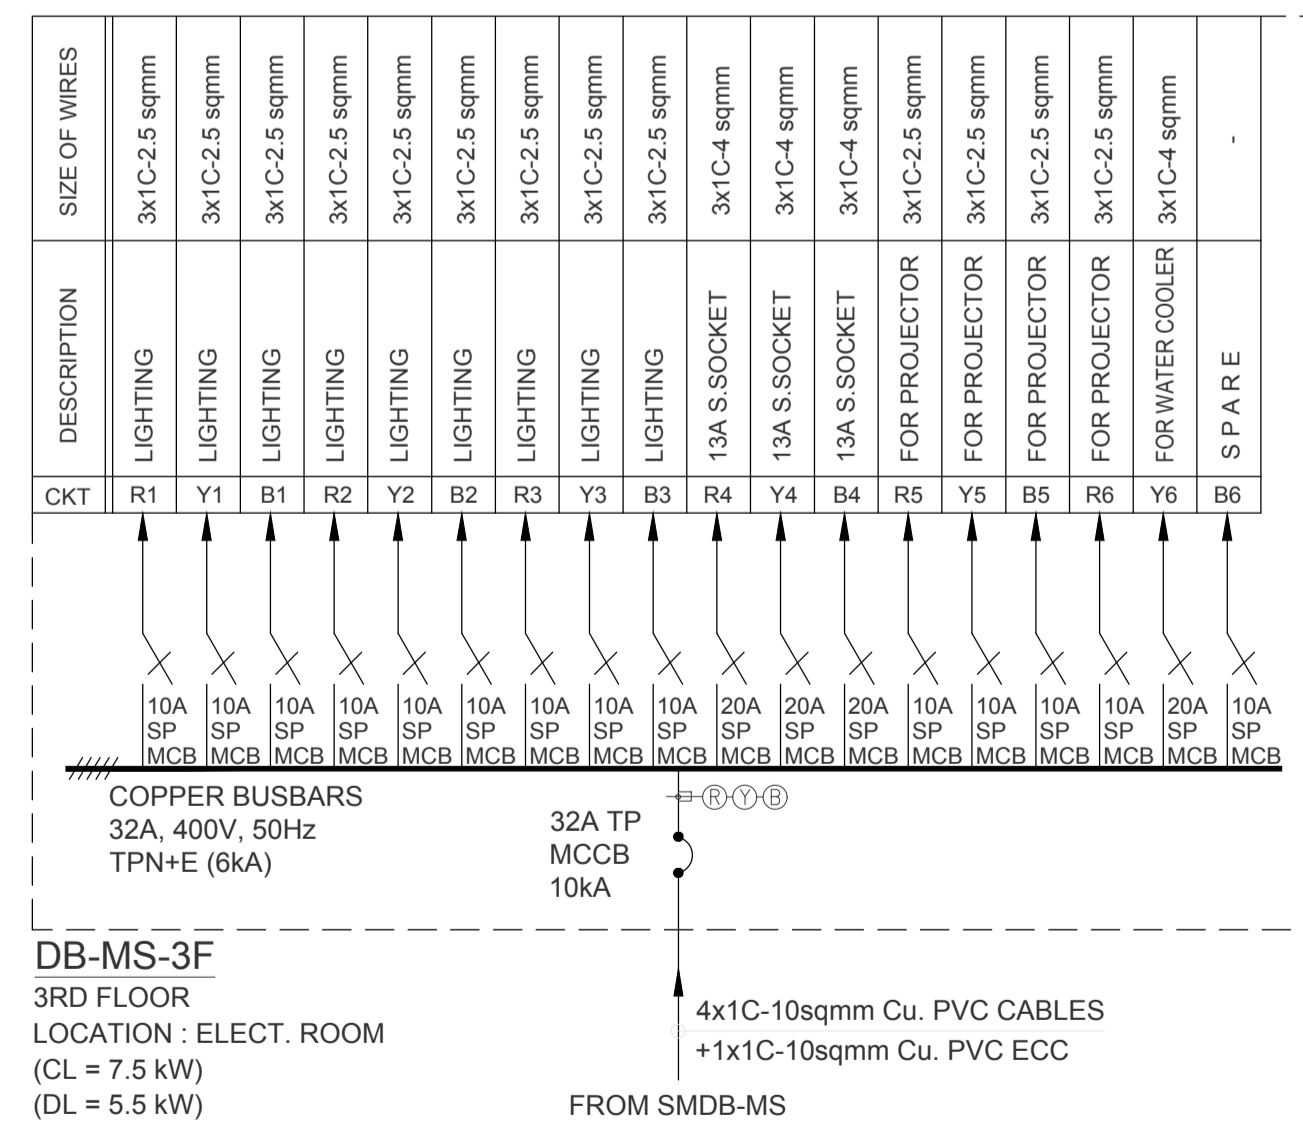 SIZE OF WIRES 3x1C-2.5 sqmm 3x1C-2.5 sqmm 3x1C-2.5 sqmm 3x1C-2.5 sqmm 3x1C-2.5 sqmm 3x1C-2.5 sqmm 3x1C-2.5 sqmm 3x1C-2.5 sqmm 3x1C-2.5 sqmm 3x1C-4 sqmm 3x1C-4 sqmm 3x1C-4 sqmm 3x1C-2.5 sqmm 3x1C-2.5 sqmm 3x1C-2.5 sqmm 3x1C-2.5 sqmm 3x1C-4 sqmm -
DESCRIPTION LIGHTING LIGHTING LIGHTING LIGHTING LIGHTING LIGHTING LIGHTING LIGHTING LIGHTING 13A S.SOCKET 13A S.SOCKET 13A S.SOCKET FOR PROJECTOR FOR PROJECTOR FOR PROJECTOR FOR PROJECTOR FOR WATER COOLER S P A R E
CKT R1 Y1 B1 R2 Y2 B2 R3 Y3 B3 R4 Y4 B4 R5 Y5 B5 R6 Y6 B6
10A 10A 10A 10A 10A 10A 10A 10A 10A 20A 20A 20A 10A 10A 10A 10A 20A 10A
SP SP SP SP SP SP SP SP SP SP SP SP SP SP SP SP SP SP
MCB MCB MCB MCB MCB MCB MCB MCB MCB MCB MCB MCB MCB MCB MCB MCB MCB MCB
COPPER BUSBARS
32A, 400V, 50Hz
TPN+E (6kA)
R Y B
32A TP
MCCB
10kA
DB-MS-3F
3RD FLOOR
LOCATION : ELECT. ROOM
(CL = 7.5 kW)
(DL = 5.5 kW)
4x1C-10sqmm Cu. PVC CABLES
+1x1C-10sqmm Cu. PVC ECC
FROM SMDB-MS